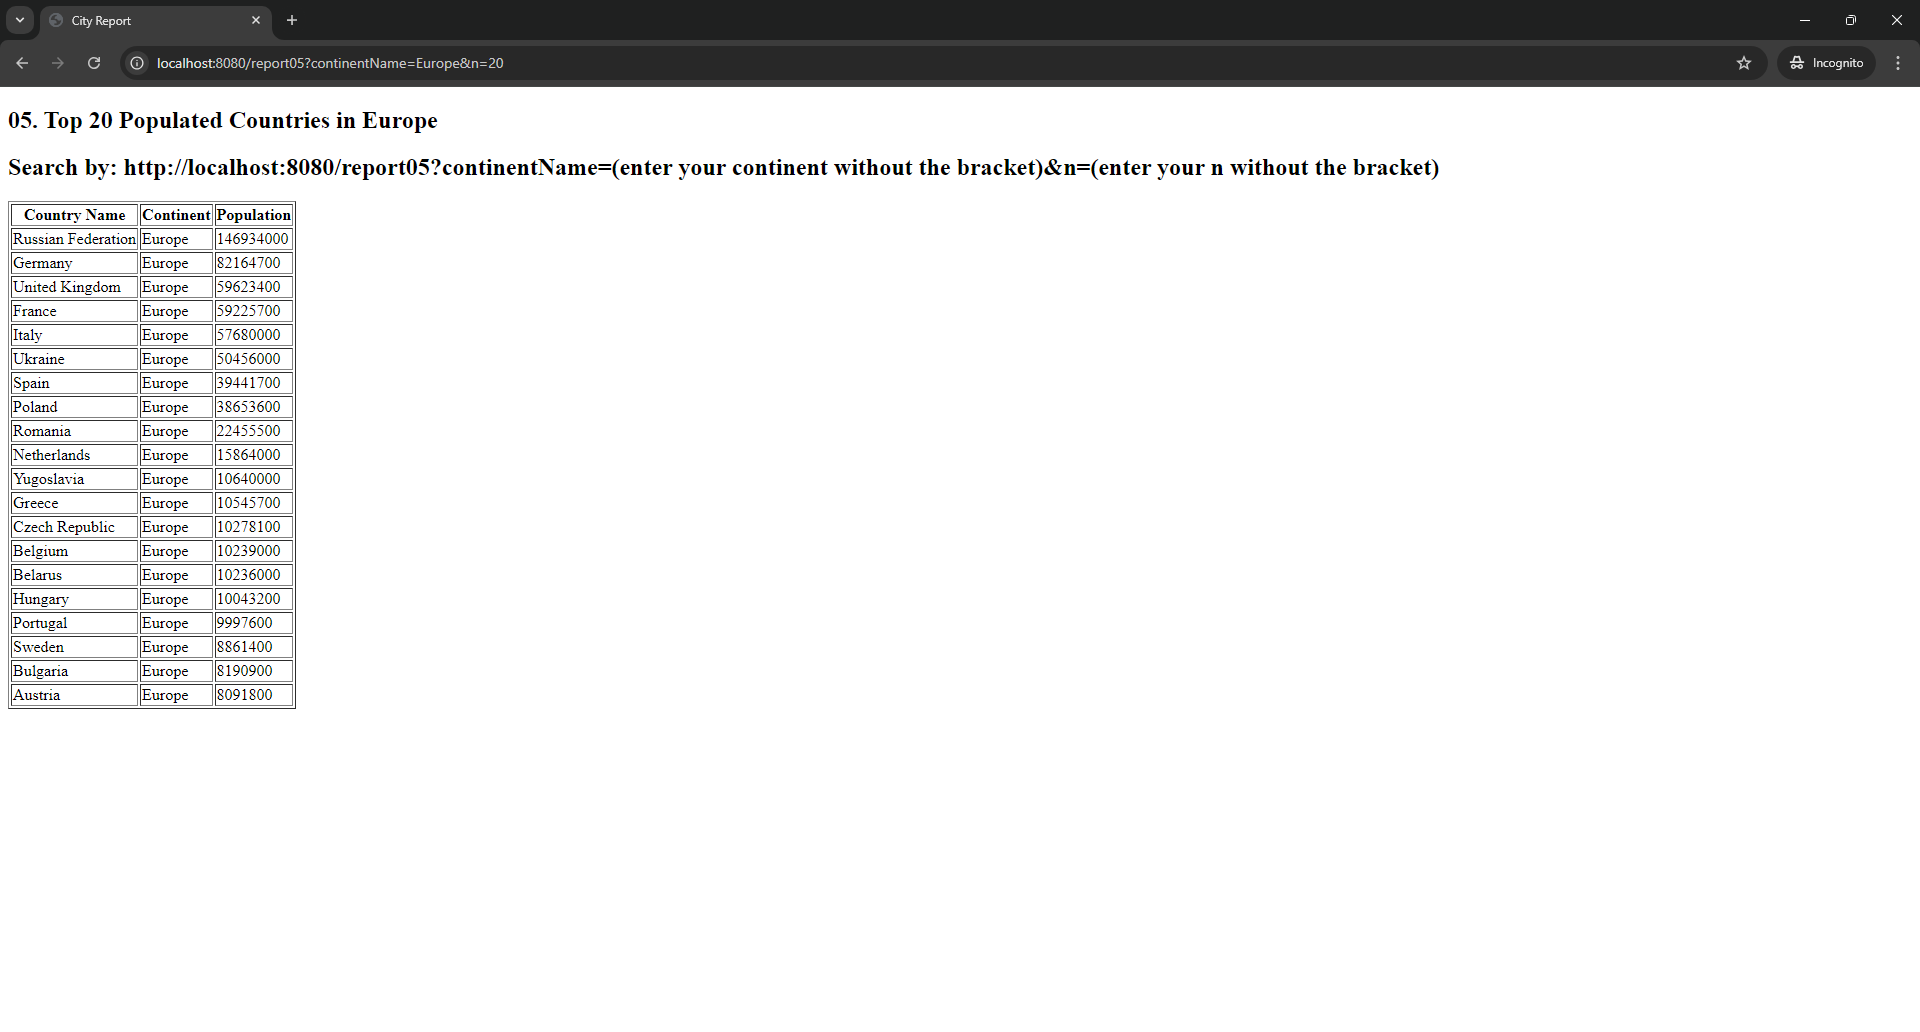 City Report
localhost:8080/report05?continentName=Europe&n=20
Incognito
05. Top 20 Populated Countries in Europe
Search by: http://localhost:8080/report05?continentName=(enter your continent without the bracket)&n=(enter your n without the bracket)
Country Name Continent Population
Russian Federation Europe 146934000
Germany Europe 82164700
United Kingdom Europe 59623400
France Europe 59225700
Italy Europe 57680000
Ukraine Europe 50456000
Spain Europe 39441700
Poland Europe 38653600
Romania Europe 22455500
Netherlands Europe 15864000
Yugoslavia Europe 10640000
Greece Europe 10545700
Czech Republic Europe 10278100
Belgium Europe 10239000
Belarus Europe 10236000
Hungary Europe 10043200
Portugal Europe 9997600
Sweden Europe 8861400
Bulgaria Europe 8190900
Austria Europe 8091800